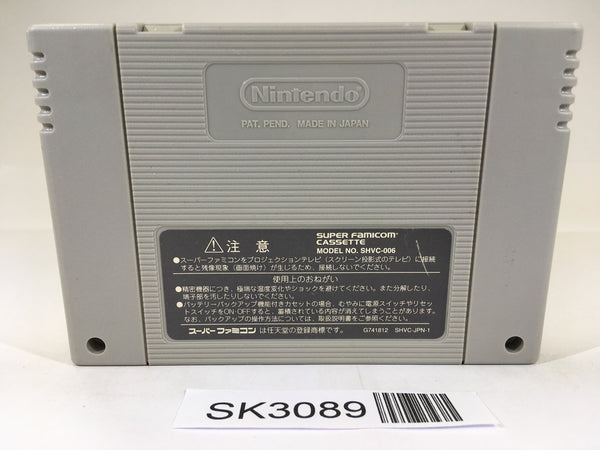 Nintendo
PAT. PEND. MADE IN JAPAN
注意
SUPER FAMICOM
CASSETTE
MODEL NO. SHVC-006
●スーパーファミコンをプロジェクションテレビ(スクリーン投影式のテレビ)に接続
すると残像現象(画面焼け)が生じるため、接続しないでください。
使用上のおねがい
●精密機器につき、極端な温度変化やショックを避けてください。また分解したり、
端子部を汚したりしないでください。
●バッテリーバックアップ機能付きカセットの場合、むやみに電源スイッチやリセッ
トスイッチをON・OFFすると、蓄積されている内容が消えてしまうことがあります。
なお、バックアップの操作方法については、取扱説明書をご参照ください。
スーパーファミコンは任天堂の登録商標です。 G741812 SHVC-JPN-1
SK3089